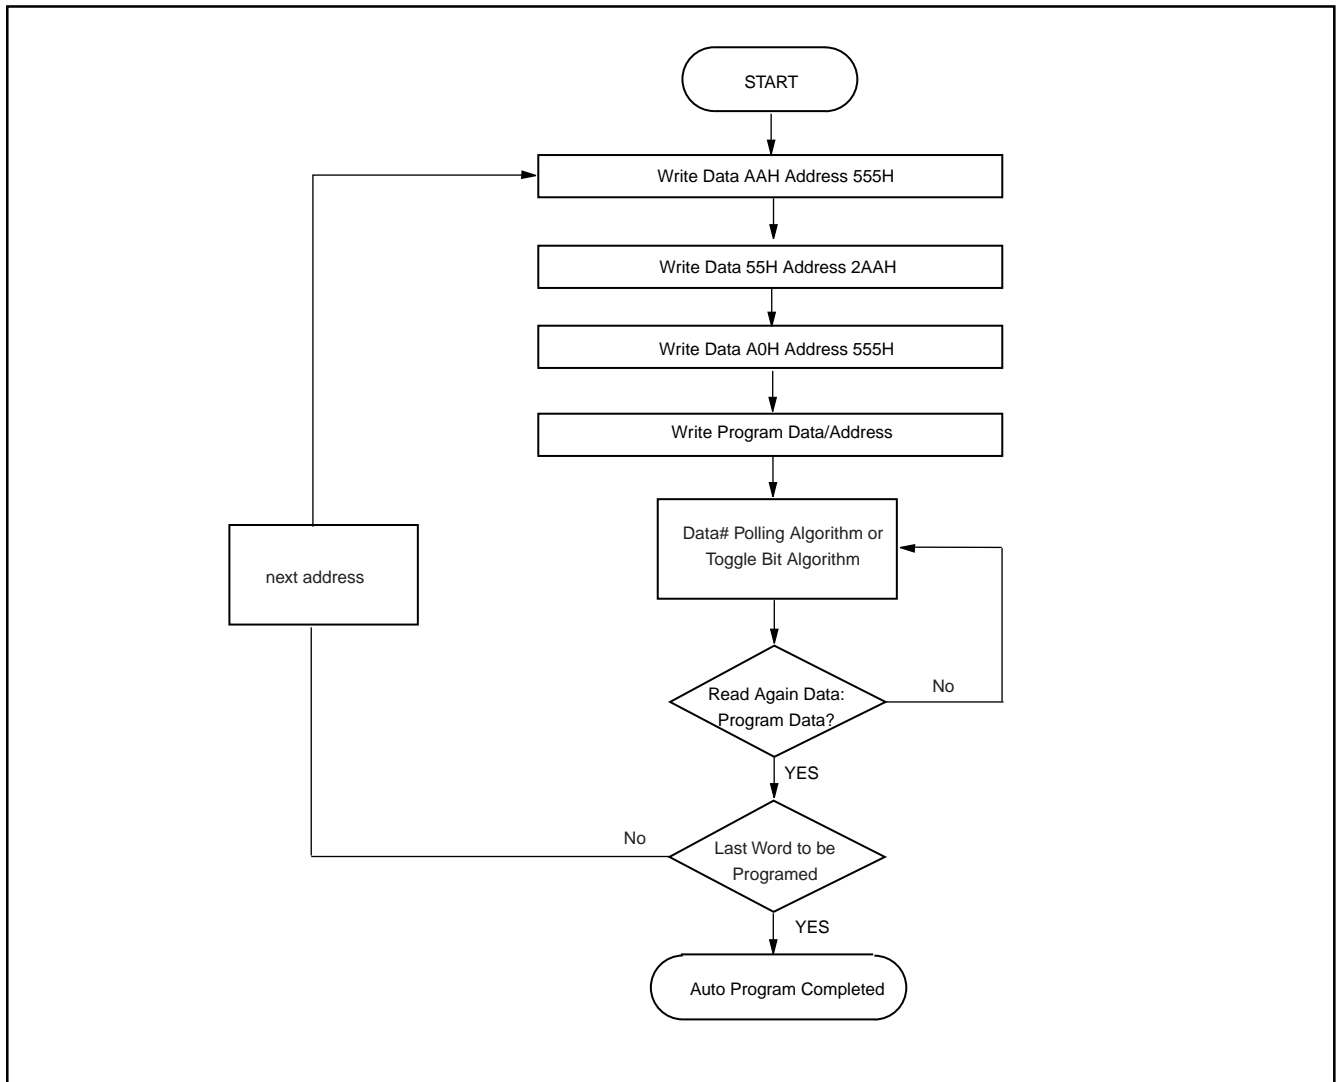 START
Write Data AAH Address 555H
Write Data 55H Address 2AAH
Write Data A0H Address 555H
Write Program Data/Address
Data# Polling Algorithm or
Toggle Bit Algorithm
next address
Read Again Data:
Program Data?
No
YES
No
Last Word to be
Programed
YES
Auto Program Completed